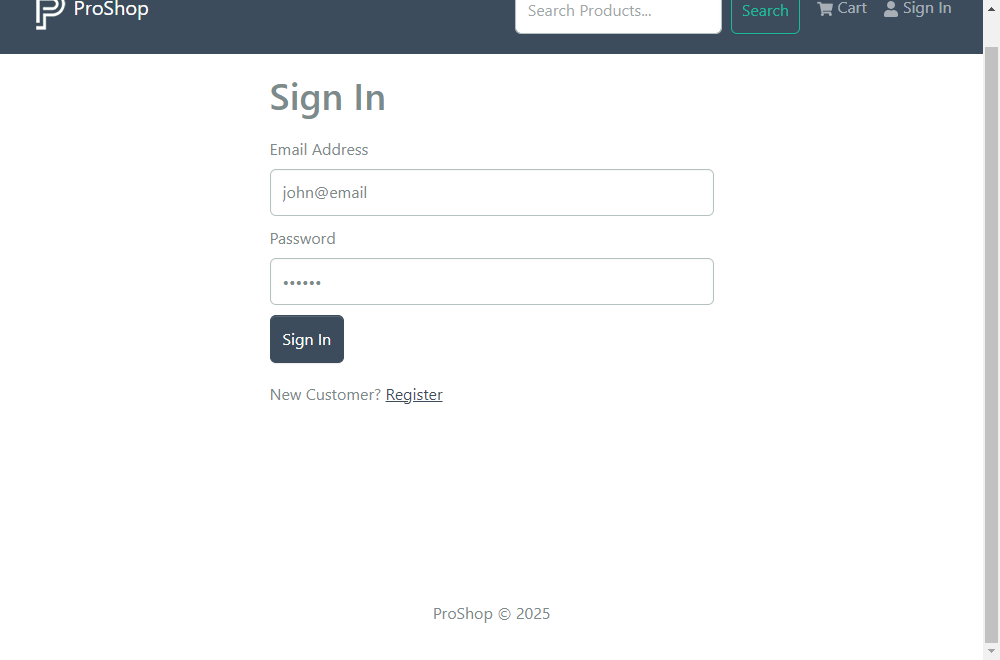 ProShop
Search Products...
Search
Cart
Sign In
Sign In
Email Address
john@email
Password
••••••
Sign In
New Customer? Register
ProShop © 2025